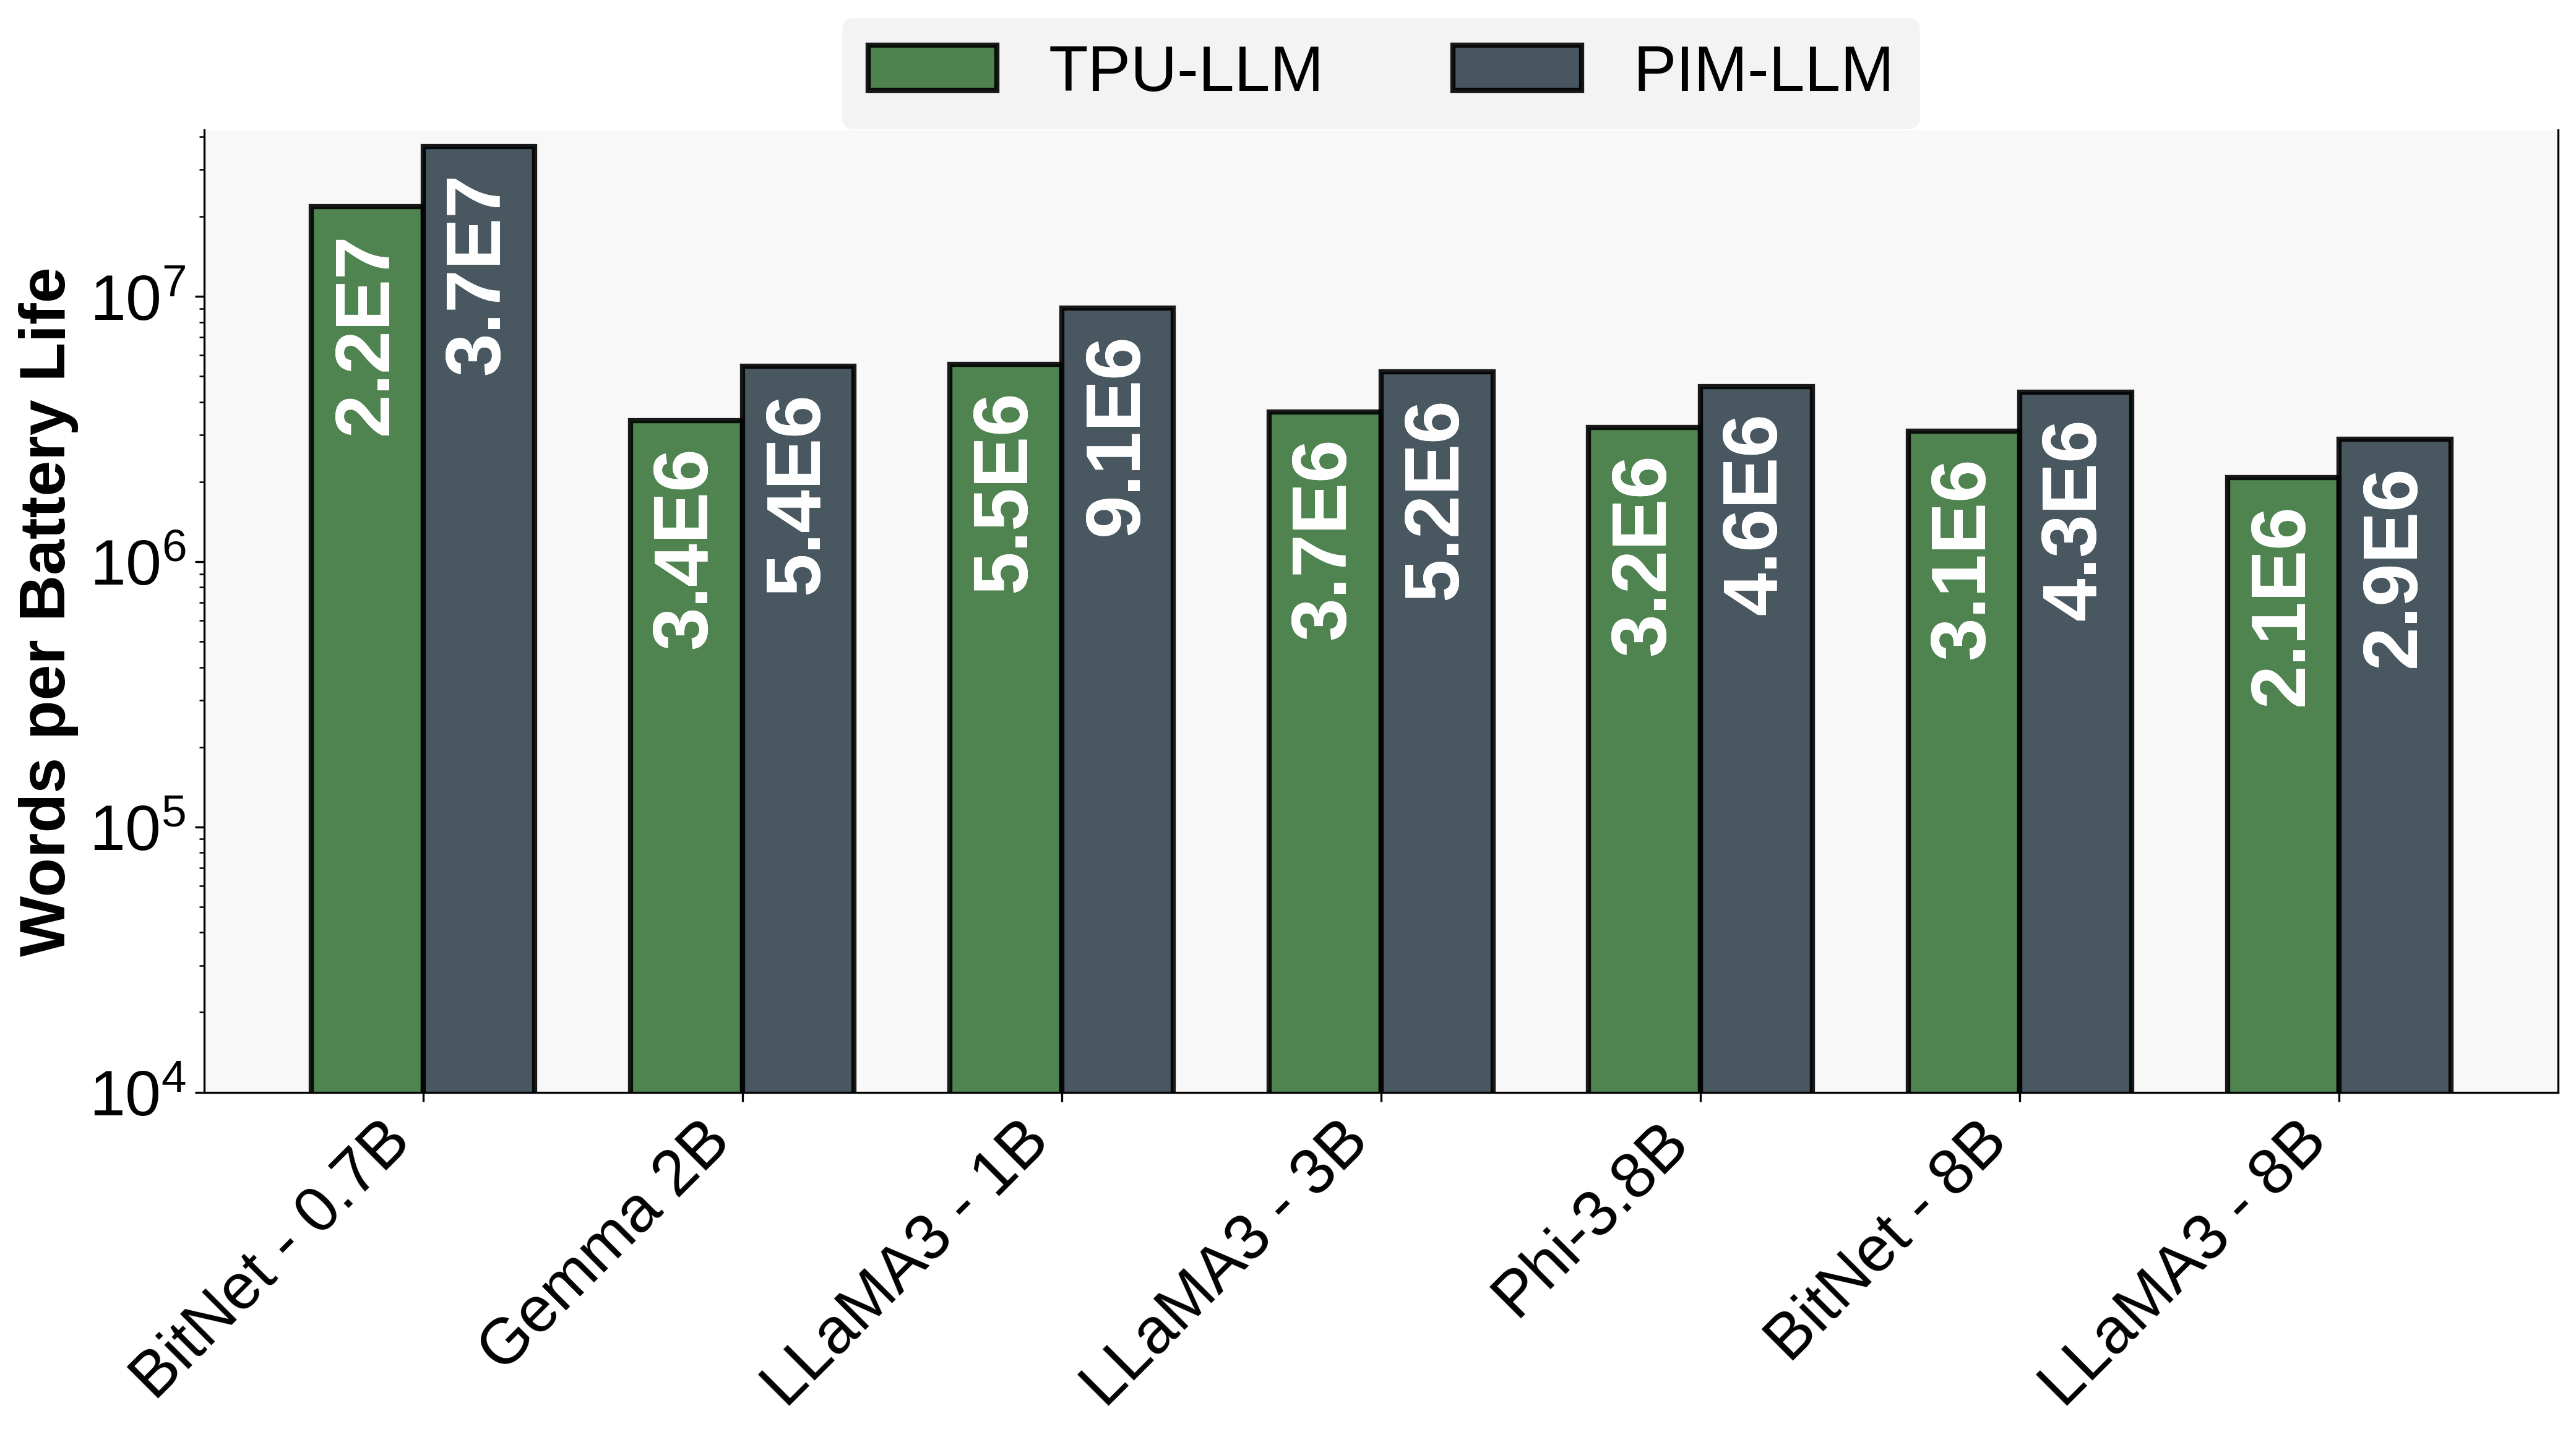 TPU-LLM
PIM-LLM
Words per Battery Life
10^7
10^6
10^5
10^4
2.2E7
3.7E7
3.4E6
5.4E6
5.5E6
9.1E6
3.7E6
5.2E6
3.2E6
4.6E6
3.1E6
4.3E6
2.1E6
2.9E6
BitNet - 0.7B
Gemma 2B
LLaMA3 - 1B
LLaMA3 - 3B
Phi-3.8B
BitNet - 8B
LLaMA3 - 8B